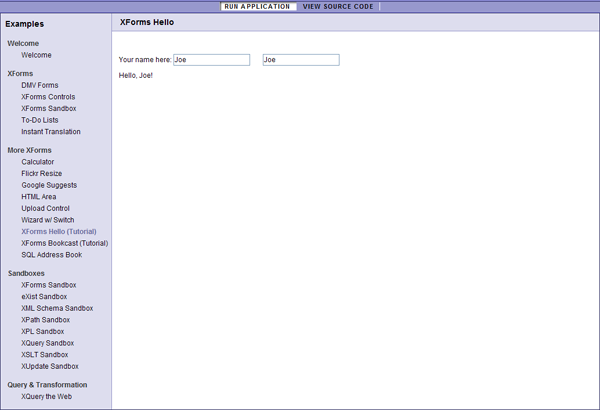 RUN APPLICATION VIEW SOURCE CODE
Examples
Welcome
Welcome
XForms
DMV Forms
XForms Controls
XForms Sandbox
To-Do Lists
Instant Translation
More XForms
Calculator
Flickr Resize
Google Suggests
HTML Area
Upload Control
Wizard w/ Switch
XForms Hello (Tutorial)
XForms Bookcast (Tutorial)
SQL Address Book
Sandboxes
XForms Sandbox
eXist Sandbox
XML Schema Sandbox
XPath Sandbox
XPL Sandbox
XQuery Sandbox
XSLT Sandbox
XUpdate Sandbox
Query & Transformation
XQuery the Web
XForms Hello
Your name here: Joe Joe
Hello, Joe!